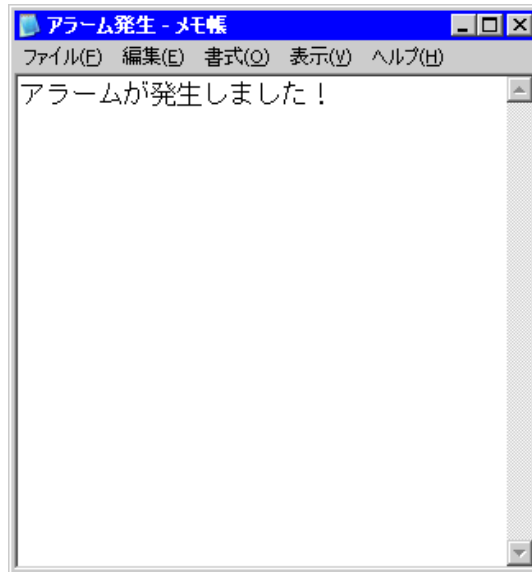 アラーム発生 - メモ帳
ファイル(F) 編集(E) 書式(O) 表示(V) ヘルプ(H)
アラームが発生しました！